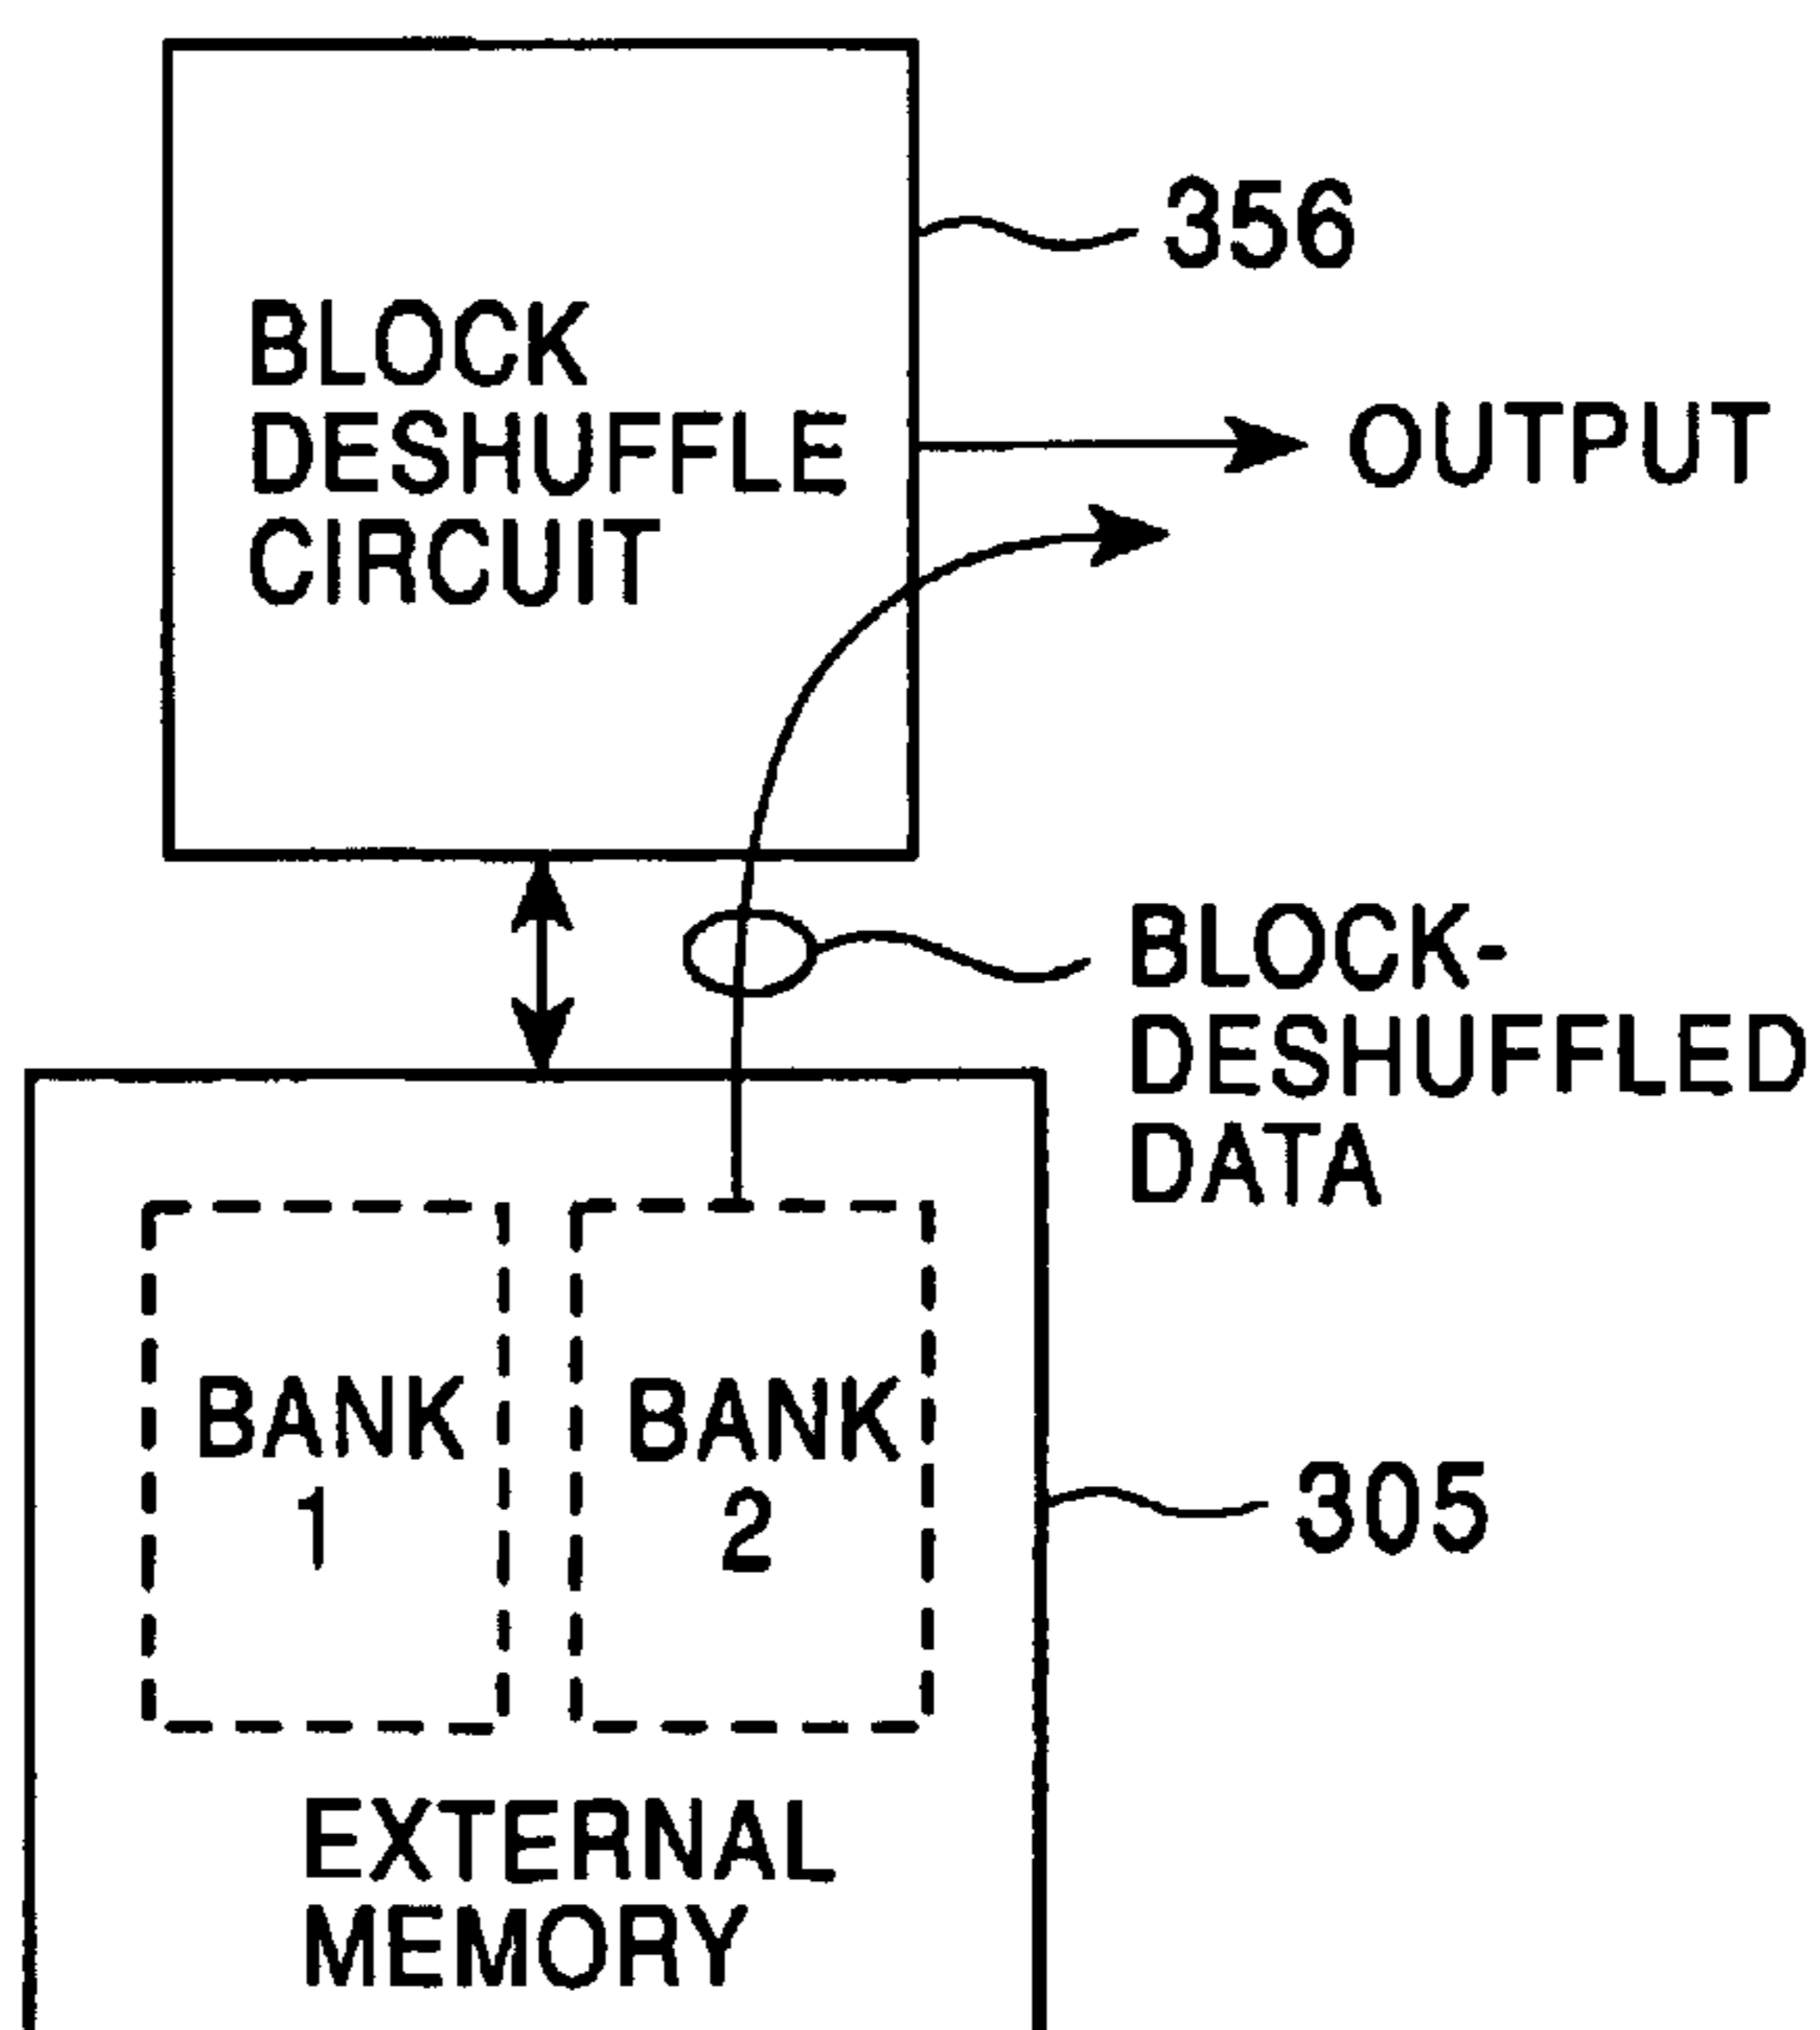 356
BLOCK
DESHUFFLE
CIRCUIT
OUTPUT
BLOCK-
DESHUFFLED
DATA
BANK
1
BANK
2
305
EXTERNAL
MEMORY